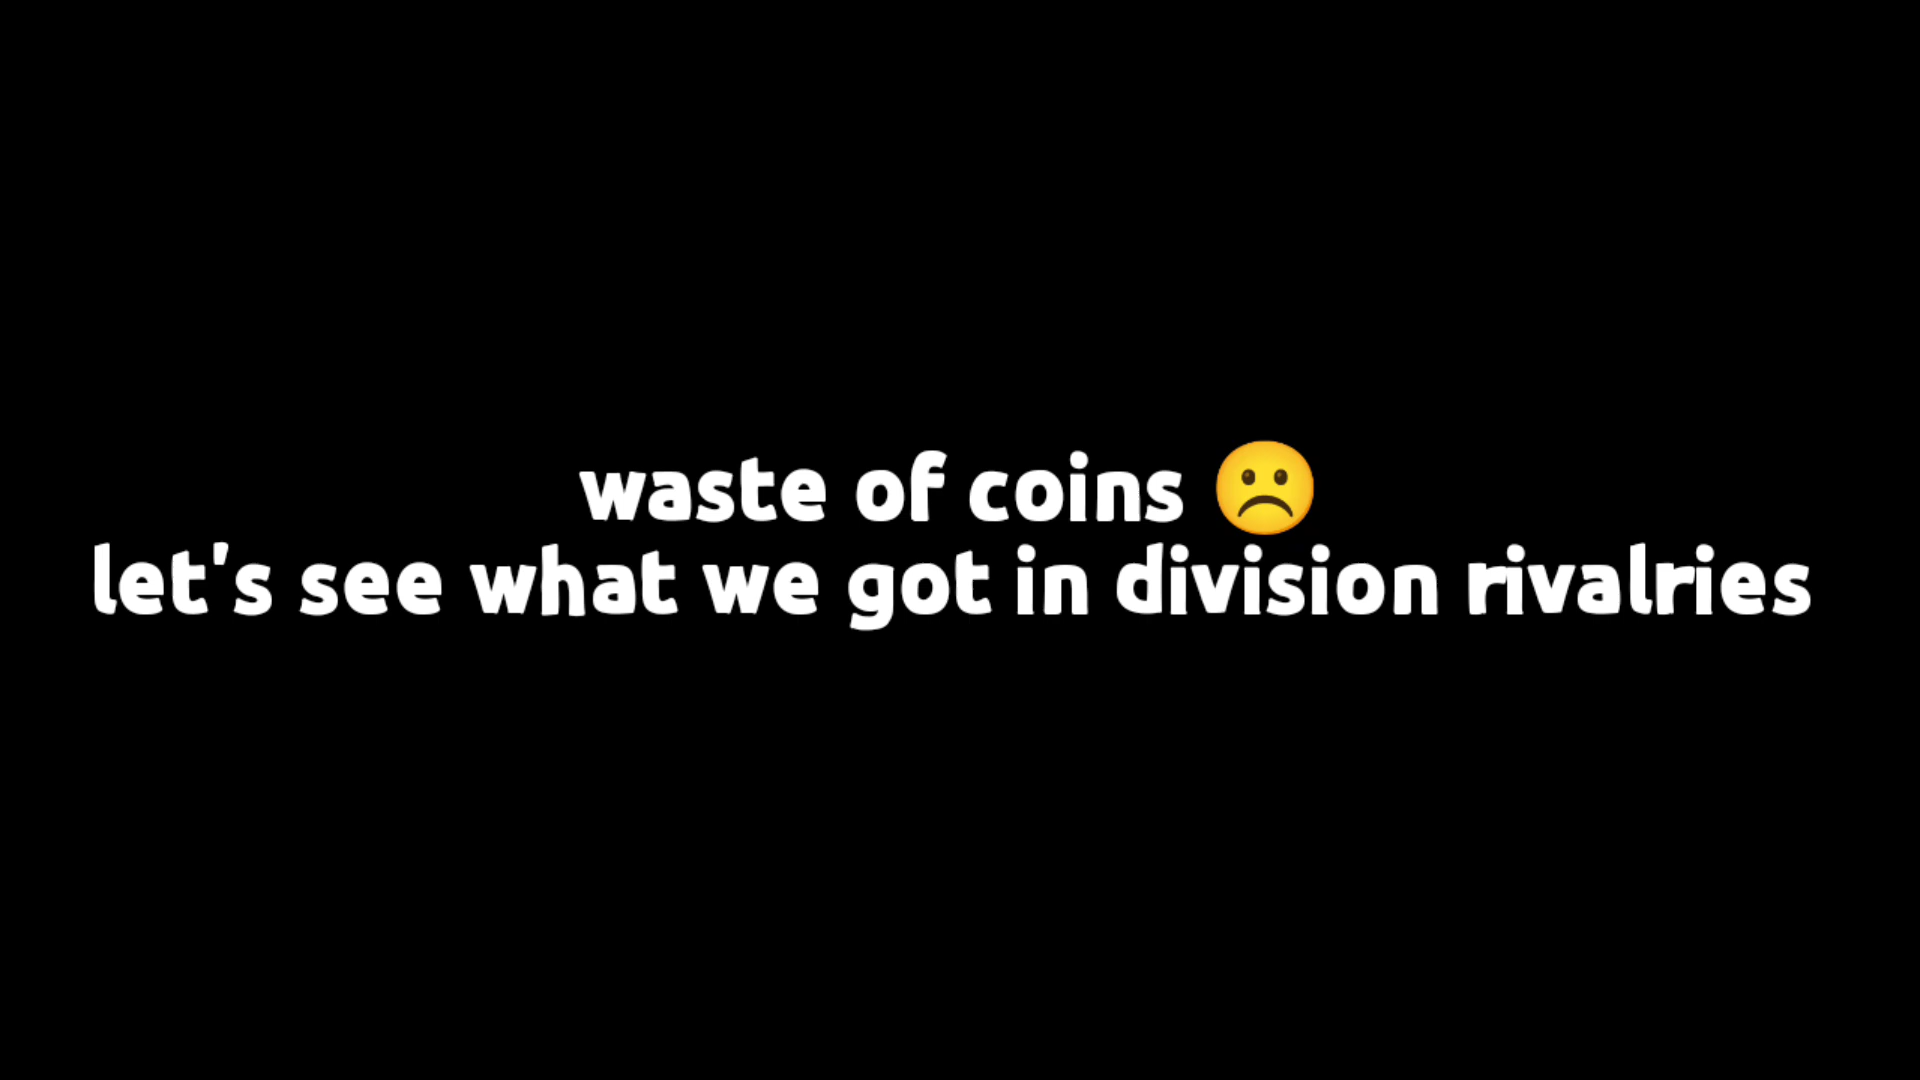 waste of coins ☹️
let's see what we got in division rivalries